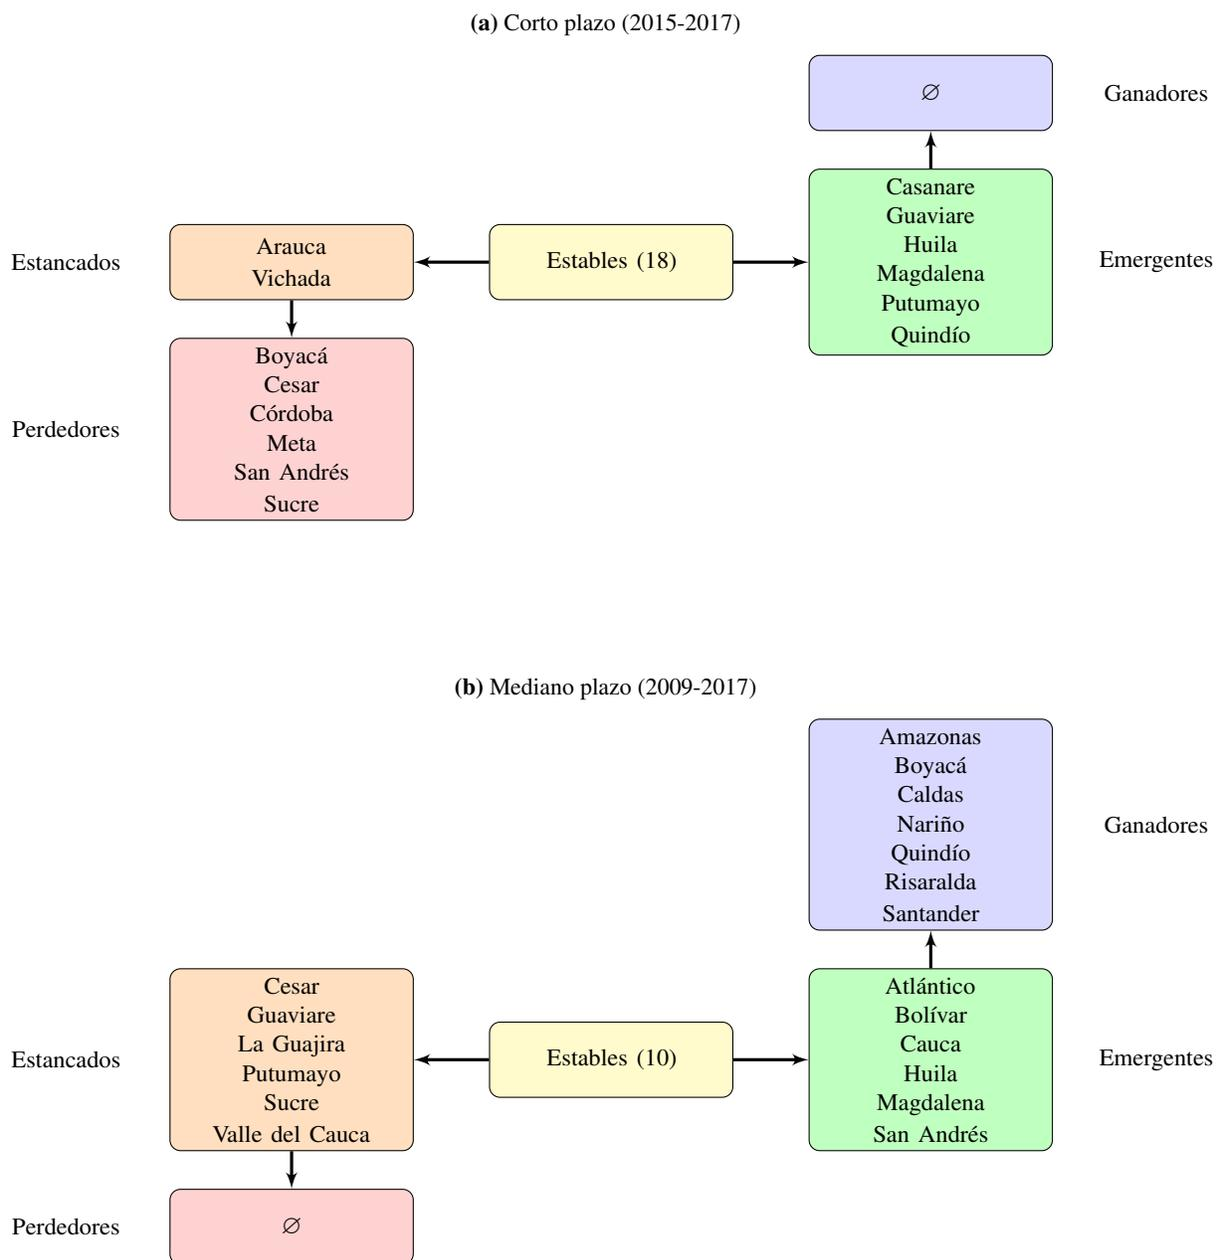 (a) Corto plazo (2015-2017)
∅
Ganadores
Casanare
Guaviare
Huila
Magdalena
Putumayo
Quindío
Emergentes
Estables (18)
Estancados
Arauca
Vichada
Perdedores
Boyacá
Cesar
Córdoba
Meta
San Andrés
Sucre
(b) Mediano plazo (2009-2017)
Amazonas
Boyacá
Caldas
Nariño
Quindío
Risaralda
Santander
Ganadores
Estancados
Cesar
Guaviare
La Guajira
Putumayo
Sucre
Valle del Cauca
Estables (10)
Atlántico
Bolívar
Cauca
Huila
Magdalena
San Andrés
Emergentes
Perdedores
∅